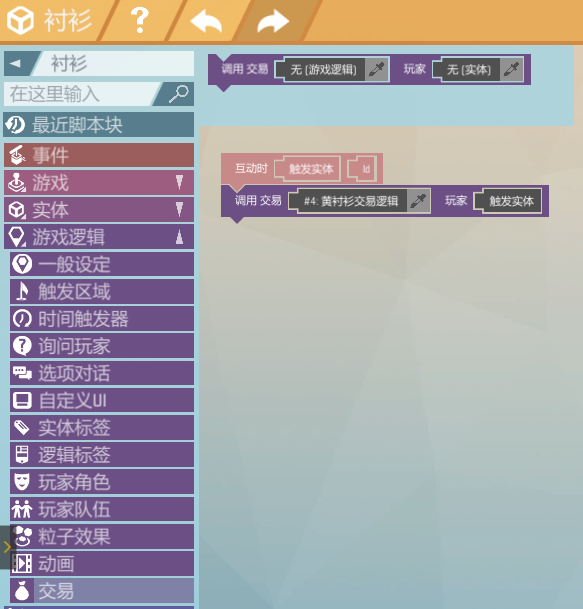 衬衫 ?
衬衫
在这里输入
最近脚本块
事件
游戏
实体
游戏逻辑
一般设定
触发区域
时间触发器
询问玩家
选项对话
自定义UI
实体标签
逻辑标签
玩家角色
玩家队伍
粒子效果
动画
交易
调用 交易 无 [游戏逻辑] 玩家 无 [实体]
互动时 触发实体 Id
调用 交易 #4: 黄衬衫交易逻辑 玩家 触发实体